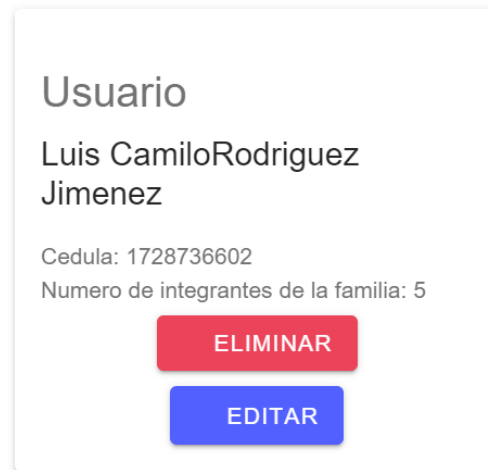 Usuario
Luis CamiloRodriguez
Jimenez
Cedula: 1728736602
Numero de integrantes de la familia: 5
ELIMINAR
EDITAR